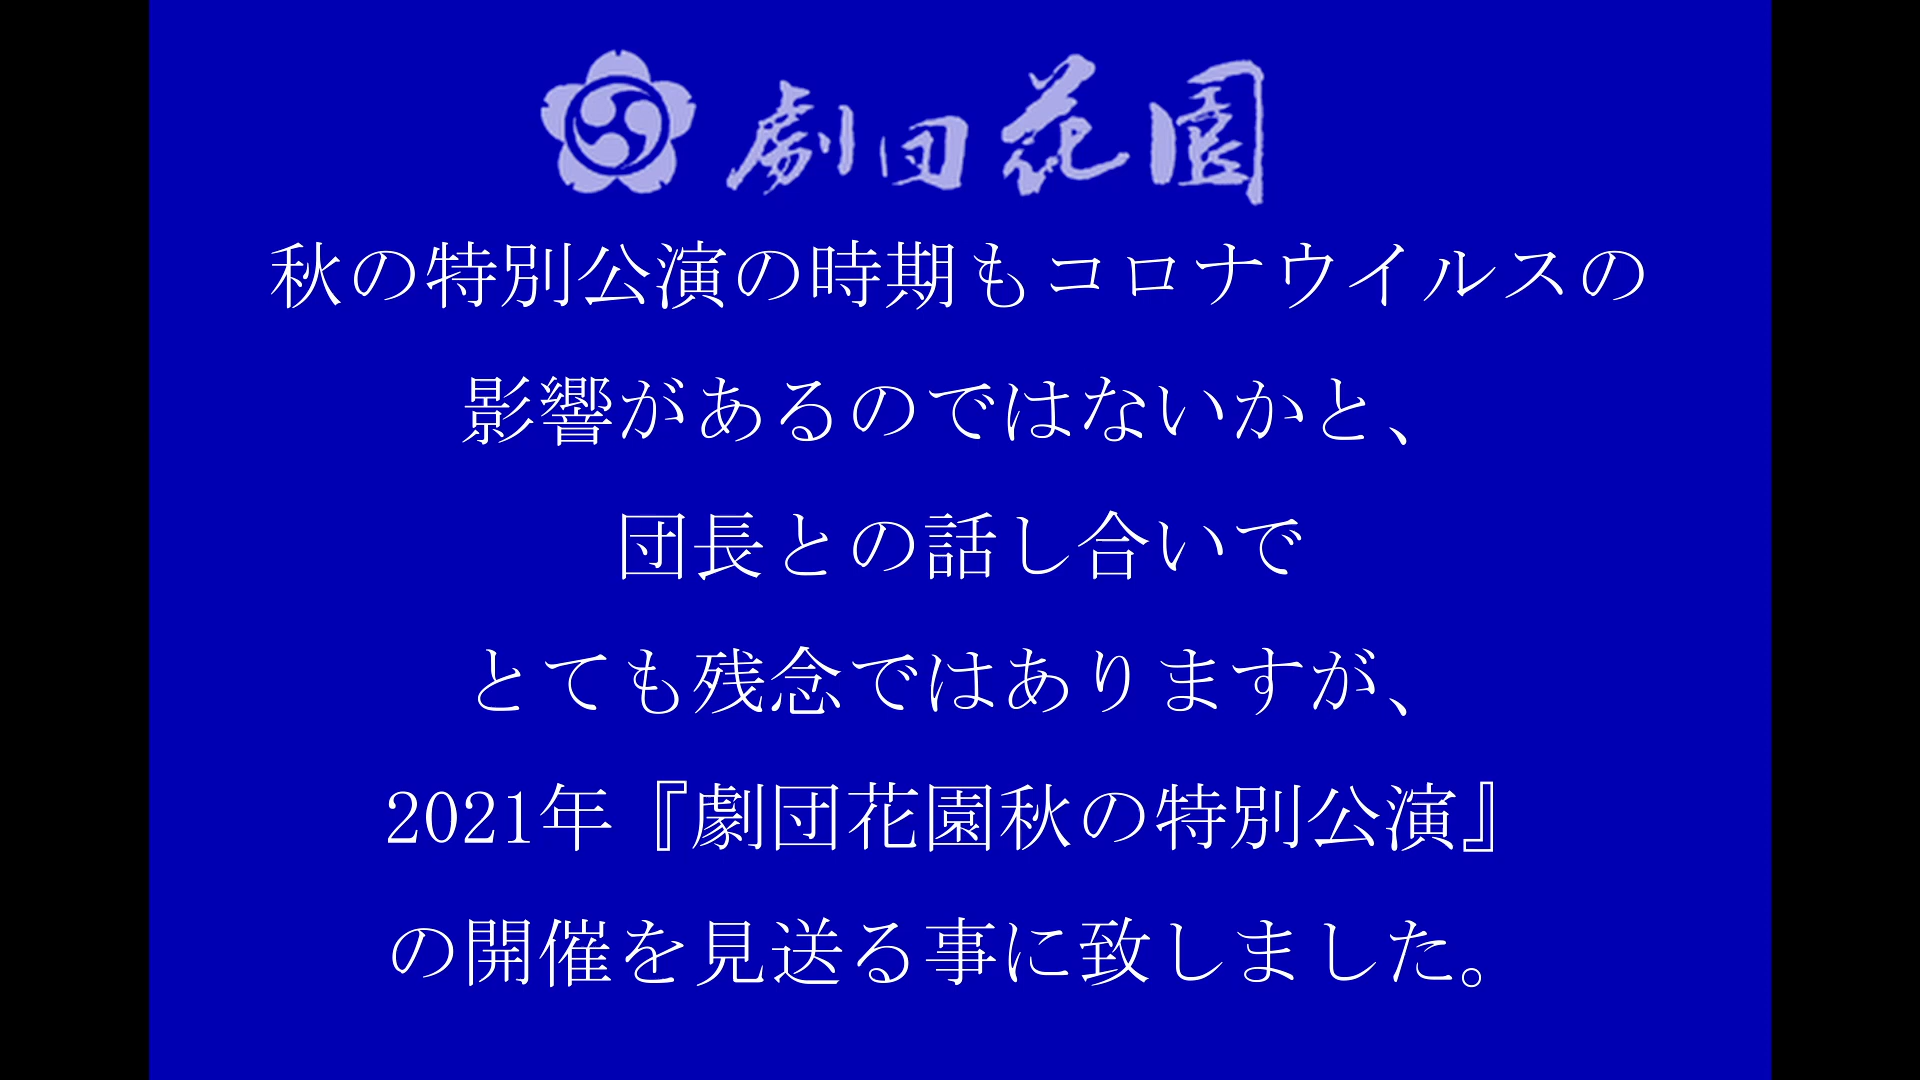 劇団花園
秋の特別公演の時期もコロナウイルスの
影響があるのではないかと、
団長との話し合いで
とても残念ではありますが、
2021年『劇団花園秋の特別公演』
の開催を見送る事に致しました。